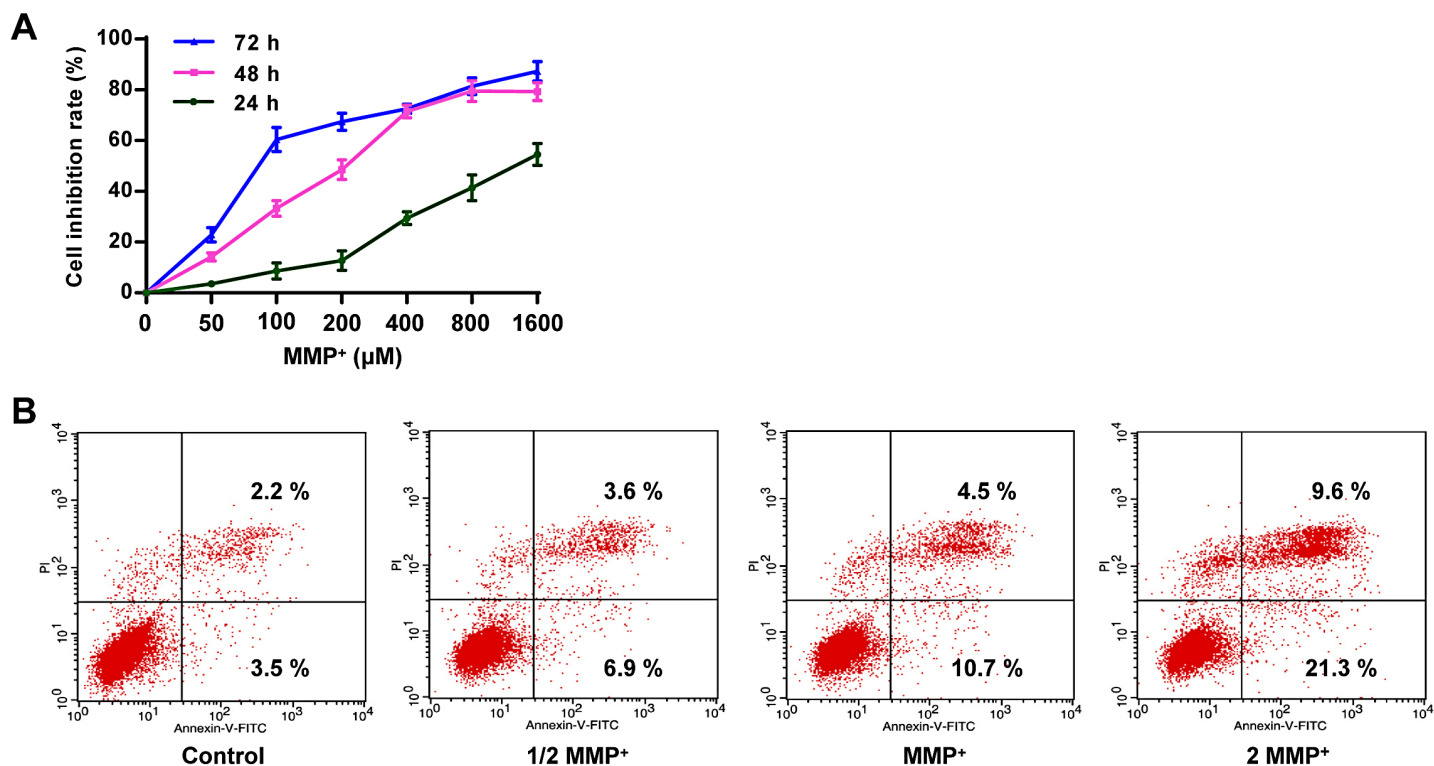 A
100
80
60
40
20
0
Cell inhibition rate (%)
72 h
48 h
24 h
0 50 100 200 400 800 1600
MMP⁺ (µM)
B
10⁴
10³
10²
10¹
10⁰
PI
2.2 %
3.5 %
10⁰ 10¹ 10² 10³ 10⁴
Annexin-V-FITC
Control
10⁴
10³
10²
10¹
10⁰
PI
3.6 %
6.9 %
10⁰ 10¹ 10² 10³ 10⁴
Annexin-V-FITC
1/2 MMP⁺
10⁴
10³
10²
10¹
10⁰
PI
4.5 %
10.7 %
10⁰ 10¹ 10² 10³ 10⁴
Annexin-V-FITC
MMP⁺
10⁴
10³
10²
10¹
10⁰
PI
9.6 %
21.3 %
10⁰ 10¹ 10² 10³ 10⁴
Annexin-V-FITC
2 MMP⁺